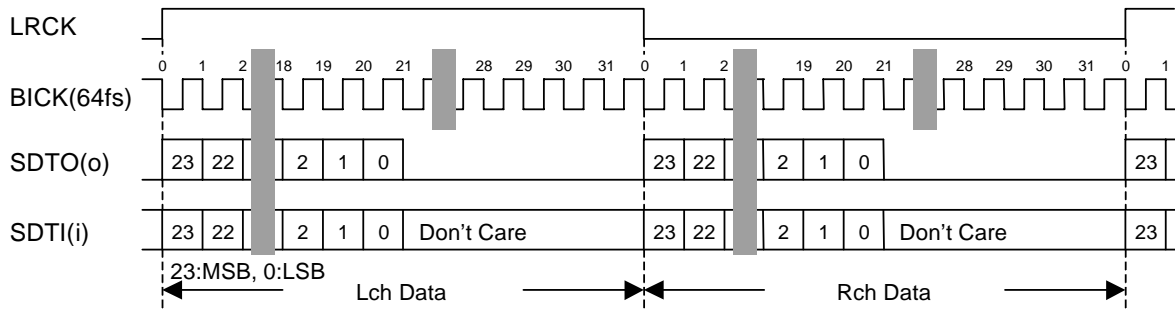 LRCK
0 1 2 18 19 20 21 28 29 30 31 0 1 2 19 20 21 28 29 30 31 0 1
BICK(64fs)
SDTO(o) 23 22 2 1 0 23 22 2 1 0 23
SDTI(i) 23 22 2 1 0 Don't Care 23 22 2 1 0 Don't Care 23
23:MSB, 0:LSB
Lch Data Rch Data